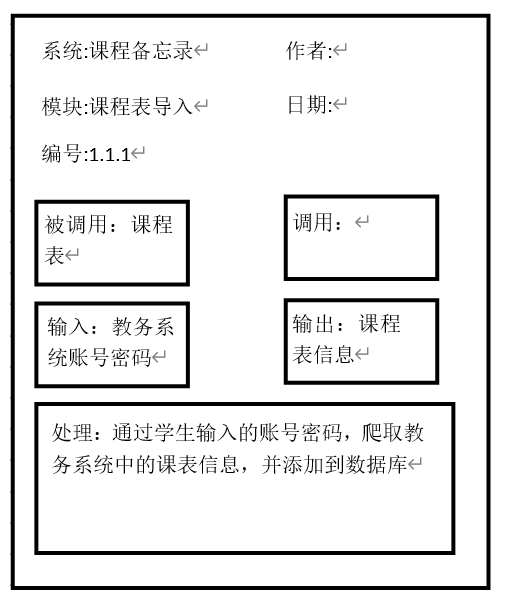 系统:课程备忘录↵ 作者:↵
模块:课程表导入↵ 日期:↵
编号:1.1.1↵
被调用：课程
表↵
调用：↵
输入：教务系
统账号密码↵
输出：课程
表信息↵
处理：通过学生输入的账号密码，爬取教
务系统中的课表信息，并添加到数据库↵